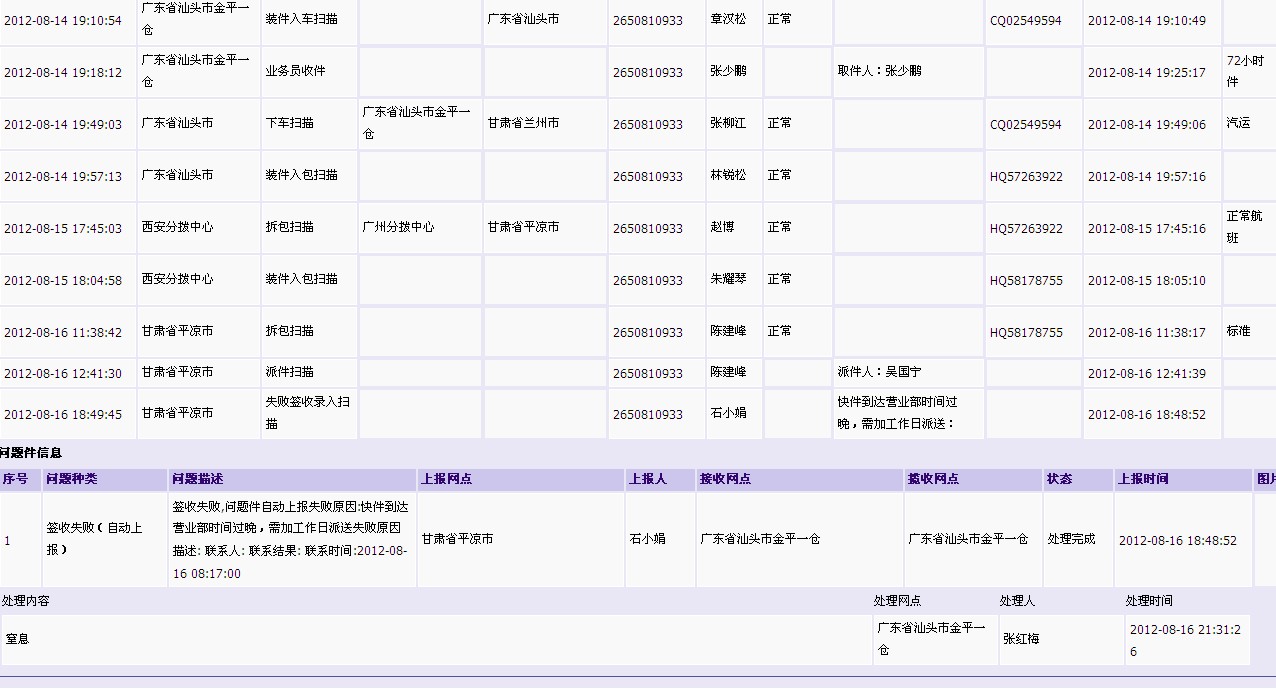 2012-08-14 19:10:54 广东省汕头市金平一仓 装件入车扫描 广东省汕头市 2650810933 章汉松 正常 CQ02549594 2012-08-14 19:10:49
2012-08-14 19:18:12 广东省汕头市金平一仓 业务员收件 2650810933 张少鹏 取件人：张少鹏 2012-08-14 19:25:17 72小时件
2012-08-14 19:49:03 广东省汕头市 下车扫描 广东省汕头市金平一仓 甘肃省兰州市 2650810933 张柳江 正常 CQ02549594 2012-08-14 19:49:06 汽运
2012-08-14 19:57:13 广东省汕头市 装件入包扫描 2650810933 林锐松 正常 HQ57263922 2012-08-14 19:57:16
2012-08-15 17:45:03 西安分拨中心 拆包扫描 广州分拨中心 甘肃省平凉市 2650810933 赵博 正常 HQ57263922 2012-08-15 17:45:16 正常航班
2012-08-15 18:04:58 西安分拨中心 装件入包扫描 2650810933 朱耀琴 正常 HQ58178755 2012-08-15 18:05:10
2012-08-16 11:38:42 甘肃省平凉市 拆包扫描 2650810933 陈建峰 正常 HQ58178755 2012-08-16 11:38:17 标准
2012-08-16 12:41:30 甘肃省平凉市 派件扫描 2650810933 陈建峰 派件人：吴国宁 2012-08-16 12:41:39
2012-08-16 18:49:45 甘肃省平凉市 失败签收录入扫描 2650810933 石小娟 快件到达营业部时间过晚，需加工作日派送： 2012-08-16 18:48:52
问题件信息
序号 问题种类 问题描述 上报网点 上报人 接收网点 揽收网点 状态 上报时间 图片
1 签收失败（自动上报） 签收失败,问题件自动上报失败原因:快件到达营业部时间过晚，需加工作日派送失败原因描述: 联系人: 联系结果: 联系时间:2012-08-16 08:17:00 甘肃省平凉市 石小娟 广东省汕头市金平一仓 广东省汕头市金平一仓 处理完成 2012-08-16 18:48:52
处理内容 处理网点 处理人 处理时间
窒息 广东省汕头市金平一仓 张红梅 2012-08-16 21:31:26